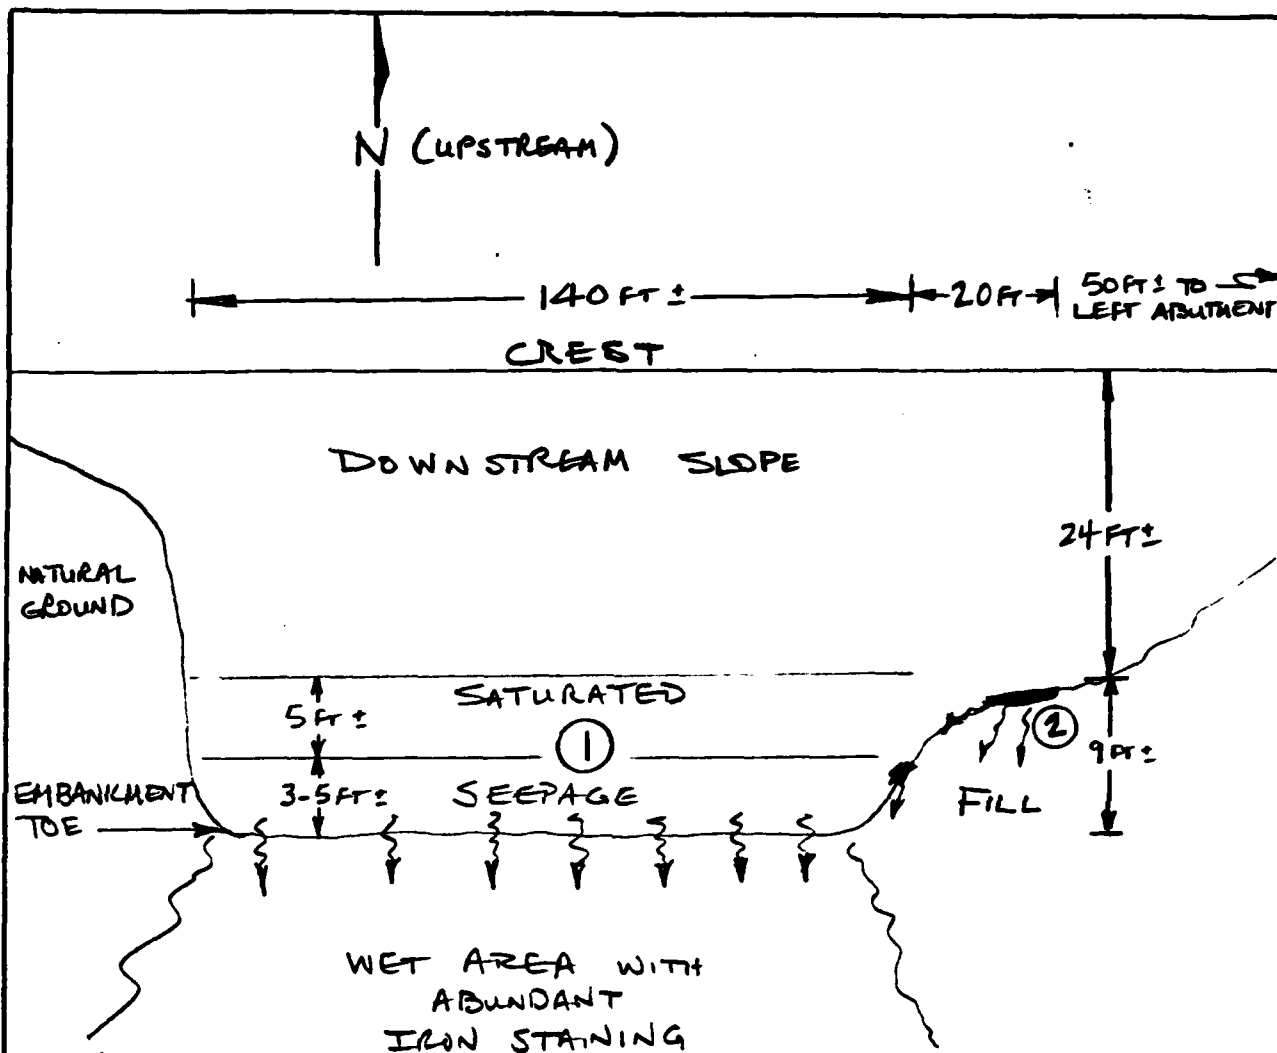 N (UPSTREAM)
140 FT ±
20 FT
50 FT ± TO
LEFT ABUTMENT
CREST
DOWNSTREAM SLOPE
24 FT ±
NATURAL
GROUND
SATURATED
5 FT ±
1
2
9 FT ±
EMBANKMENT
TOE
3-5 FT ±
SEEPAGE
FILL
WET AREA WITH
ABUNDANT
IRON STAINING